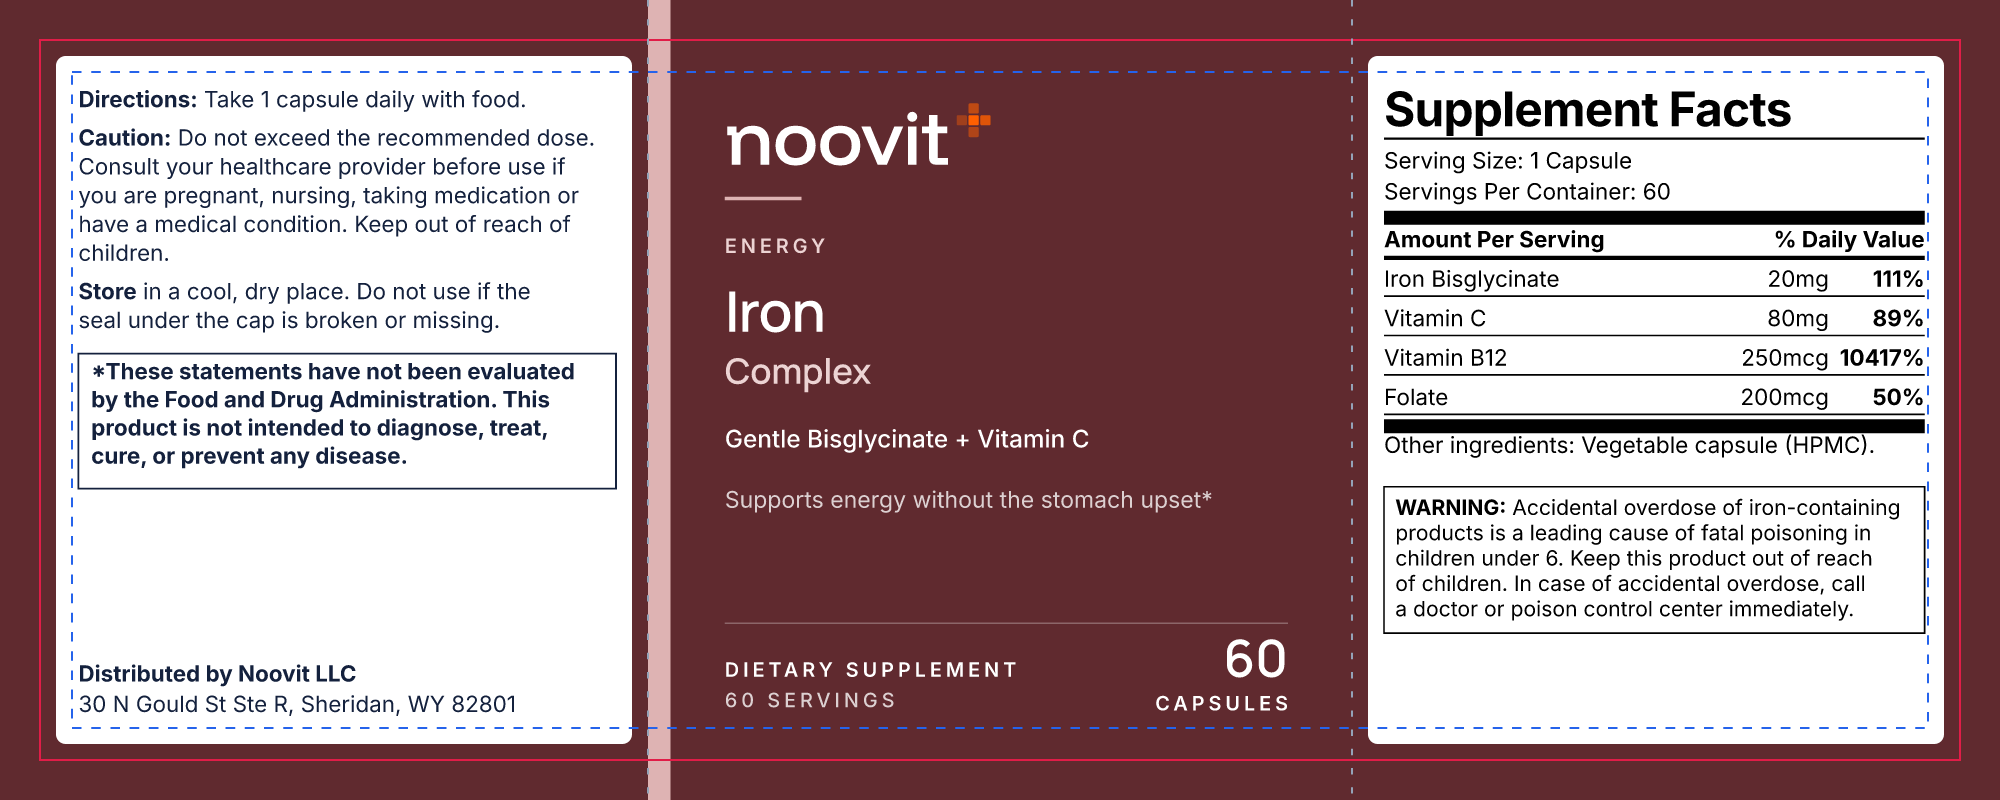 Directions: Take 1 capsule daily with food.
Caution: Do not exceed the recommended dose.
Consult your healthcare provider before use if
you are pregnant, nursing, taking medication or
have a medical condition. Keep out of reach of
children.
Store in a cool, dry place. Do not use if the
seal under the cap is broken or missing.
*These statements have not been evaluated
by the Food and Drug Administration. This
product is not intended to diagnose, treat,
cure, or prevent any disease.
Distributed by Noovit LLC
30 N Gould St Ste R, Sheridan, WY 82801
noovit
ENERGY
Iron
Complex
Gentle Bisglycinate + Vitamin C
Supports energy without the stomach upset*
DIETARY SUPPLEMENT
60 SERVINGS
60
CAPSULES
Supplement Facts
Serving Size: 1 Capsule
Servings Per Container: 60
Amount Per Serving % Daily Value
Iron Bisglycinate 20mg 111%
Vitamin C 80mg 89%
Vitamin B12 250mcg 10417%
Folate 200mcg 50%
Other ingredients: Vegetable capsule (HPMC).
WARNING: Accidental overdose of iron-containing
products is a leading cause of fatal poisoning in
children under 6. Keep this product out of reach
of children. In case of accidental overdose, call
a doctor or poison control center immediately.